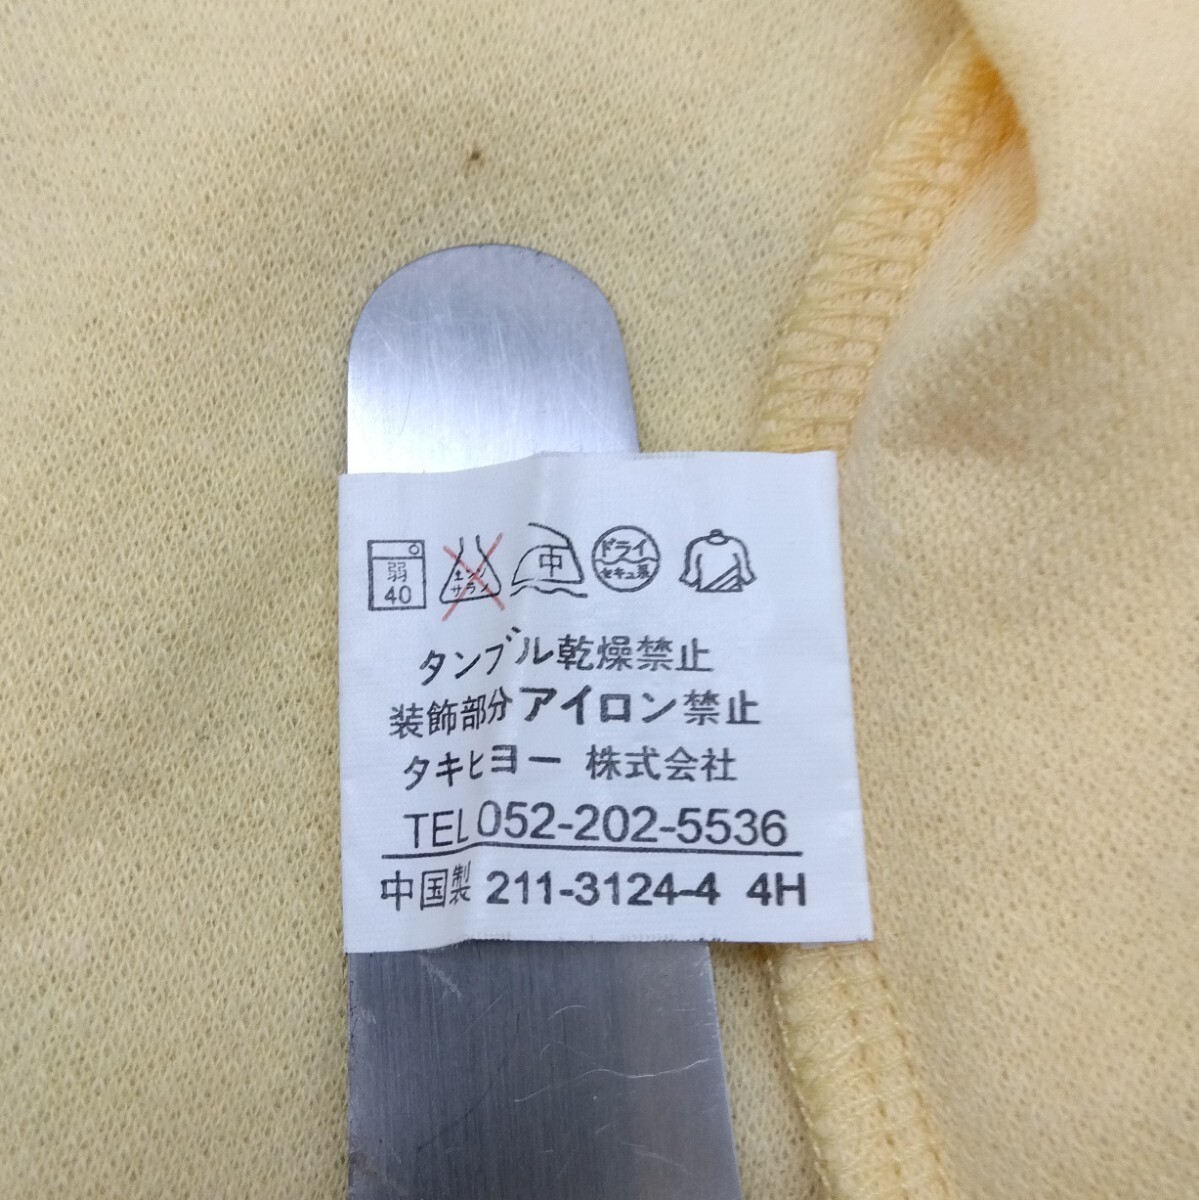 弱 エンソ 中 ドライ
40 サラシ セキユ系
タンブル乾燥禁止
装飾部分アイロン禁止
タキヒヨー 株式会社
TEL 052-202-5536
中国製 211-3124-4 4H